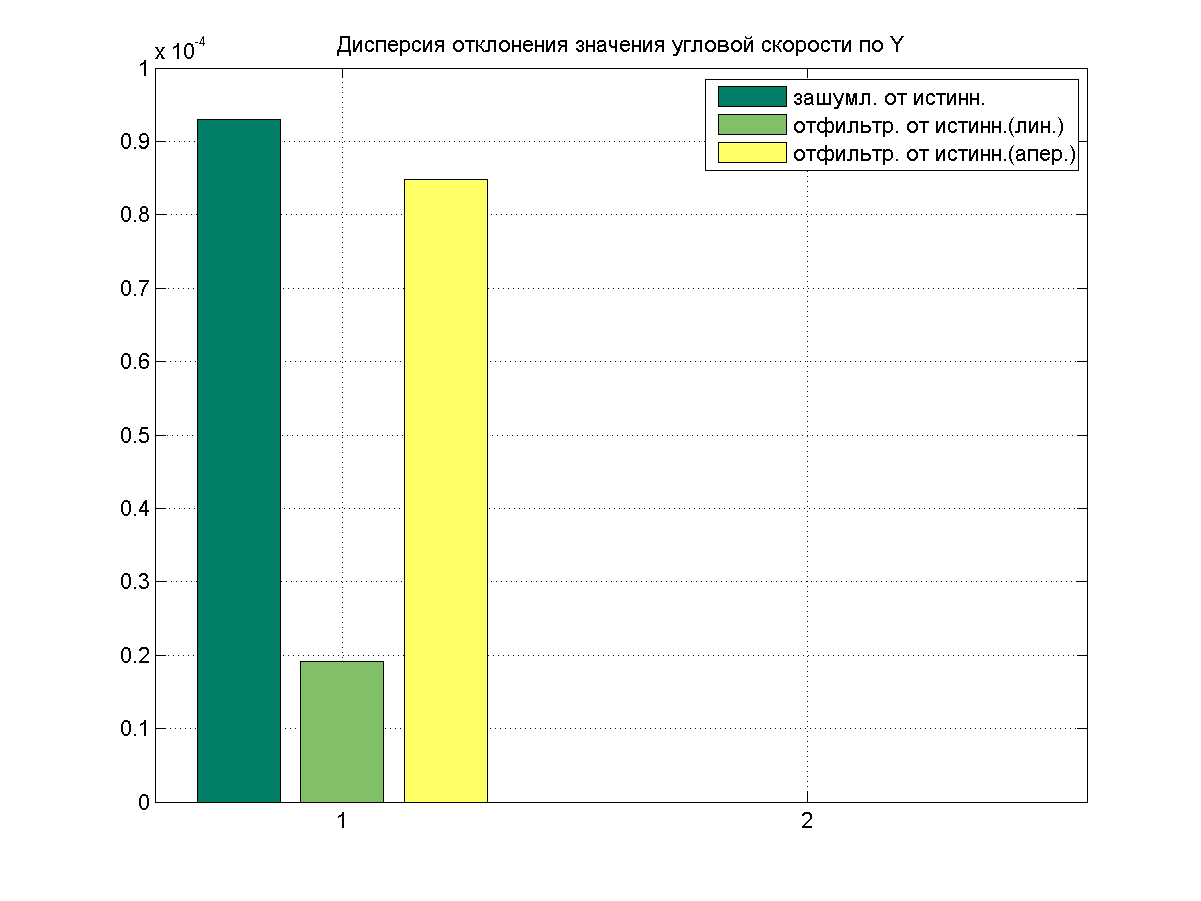 Дисперсия отклонения значения угловой скорости по Y
x 10-4
зашумл. от истинн.
отфильтр. от истинн.(лин.)
отфильтр. от истинн.(апер.)
1
0.9
0.8
0.7
0.6
0.5
0.4
0.3
0.2
0.1
0
1 2